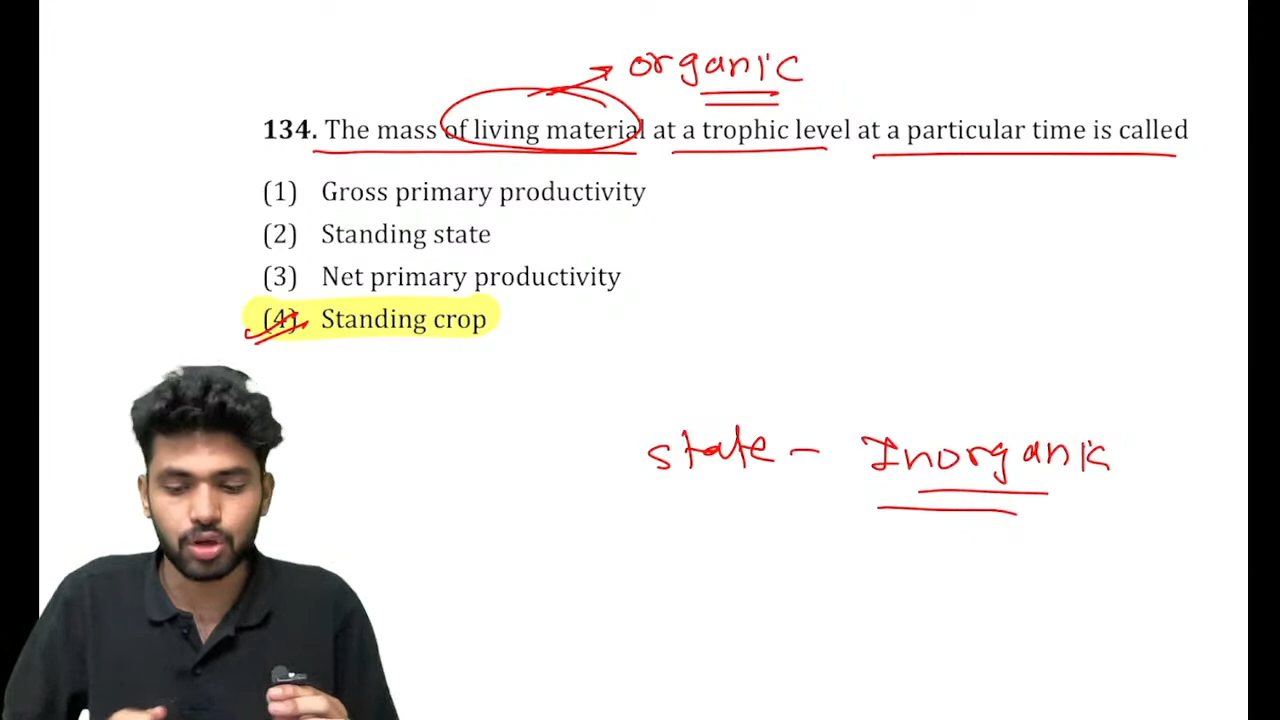 organic
134. The mass of living material at a trophic level at a particular time is called
(1) Gross primary productivity
(2) Standing state
(3) Net primary productivity
(4) Standing crop
state - Inorganic